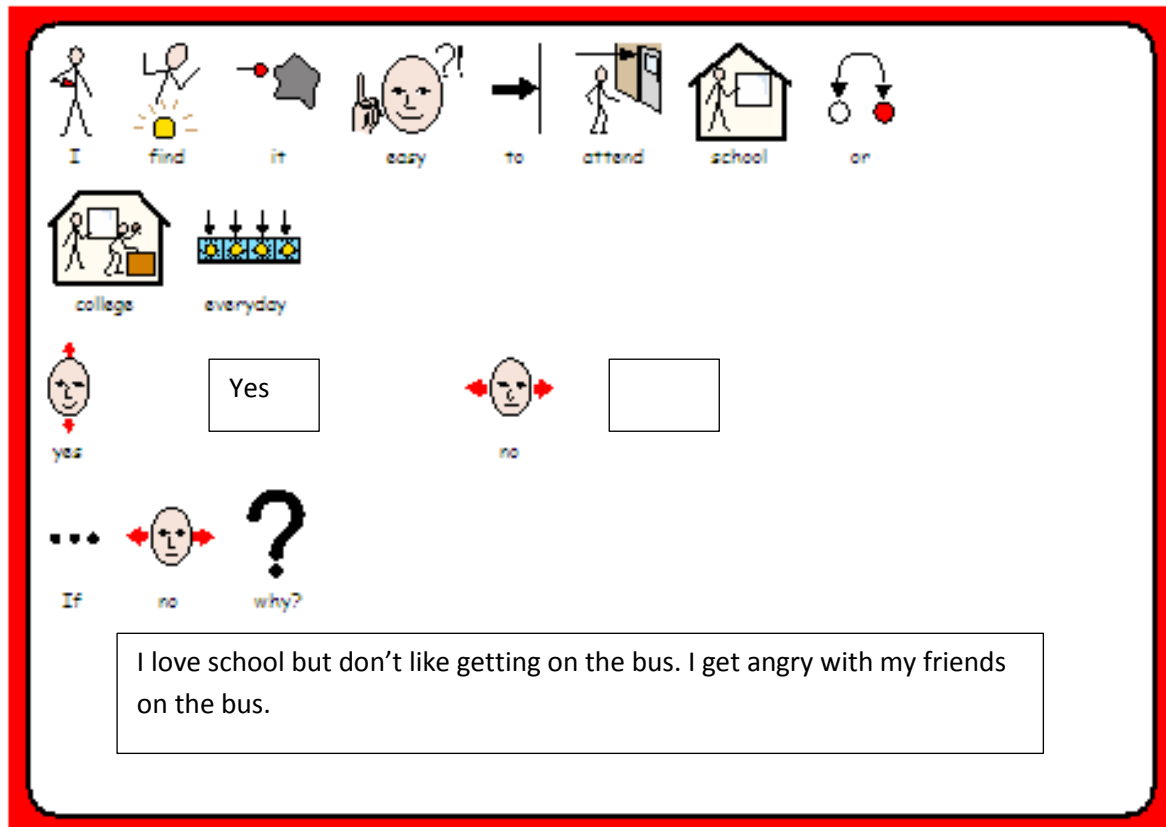 I find it easy to attend school or
college everyday
yes Yes no
If no why?
I love school but don’t like getting on the bus. I get angry with my friends
on the bus.